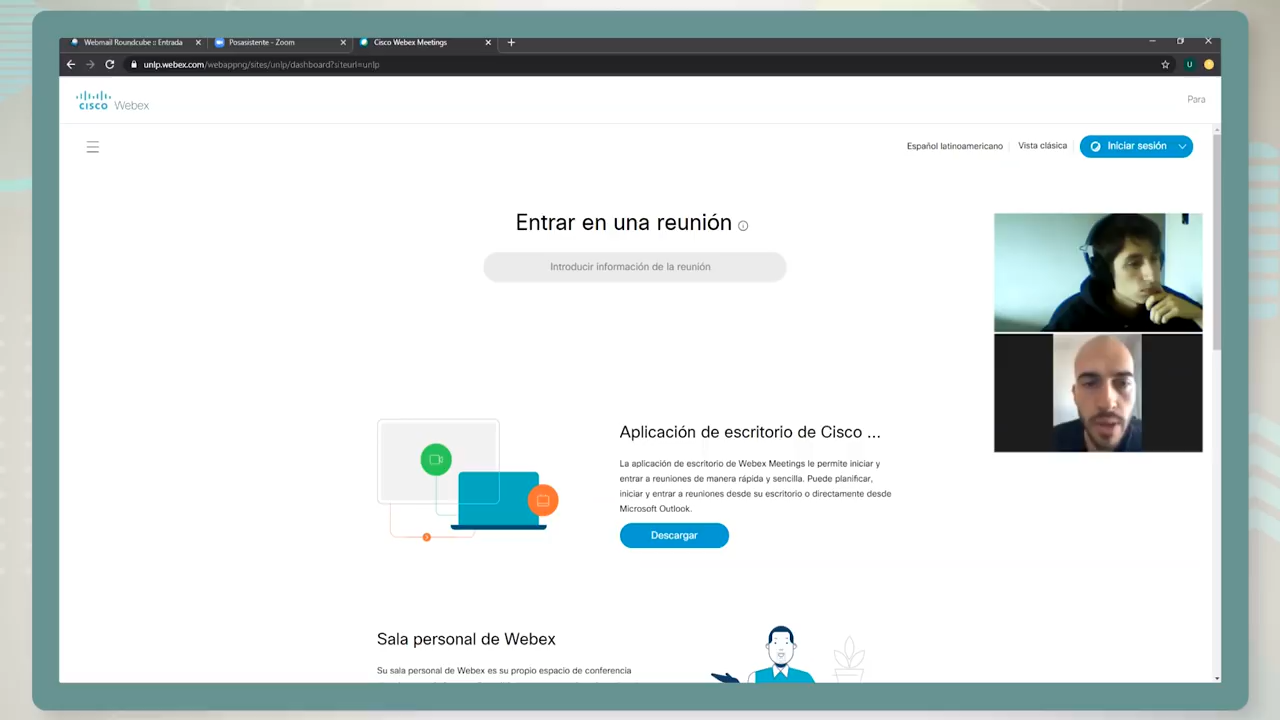 Webmail Roundcube :: Entrada
Posasistente - Zoom
Cisco Webex Meetings
unlp.webex.com/webappng/sites/unlp/dashboard?siteurl=unlp
U
CISCO Webex
Para
Español latinoamericano
Vista clásica
Iniciar sesión
Entrar en una reunión
Introducir información de la reunión
Aplicación de escritorio de Cisco ...
La aplicación de escritorio de Webex Meetings le permite iniciar y
entrar a reuniones de manera rápida y sencilla. Puede planificar,
iniciar y entrar a reuniones desde su escritorio o directamente desde
Microsoft Outlook.
Descargar
Sala personal de Webex
Su sala personal de Webex es su propio espacio de conferencia